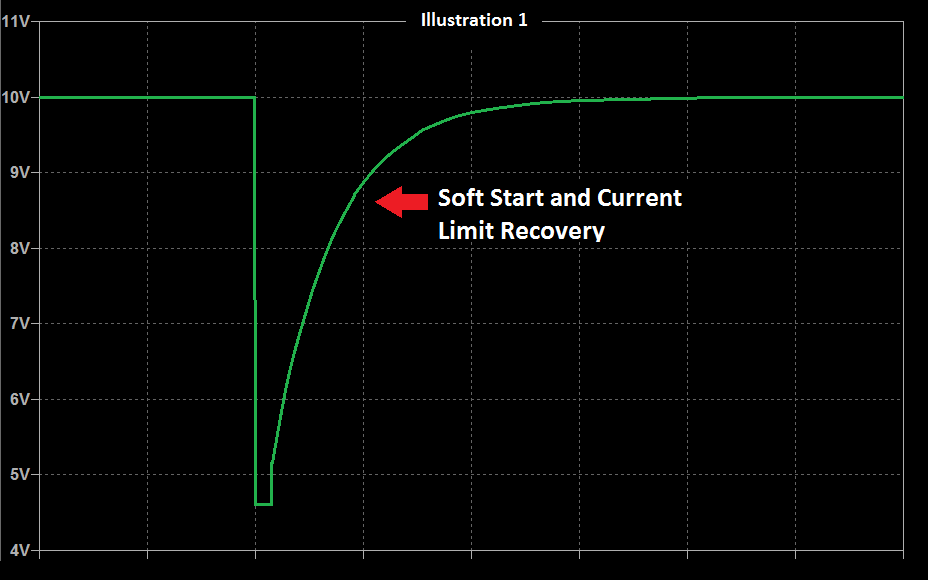 Illustration 1
11V
10V
9V
8V
7V
6V
5V
4V
Soft Start and Current
Limit Recovery